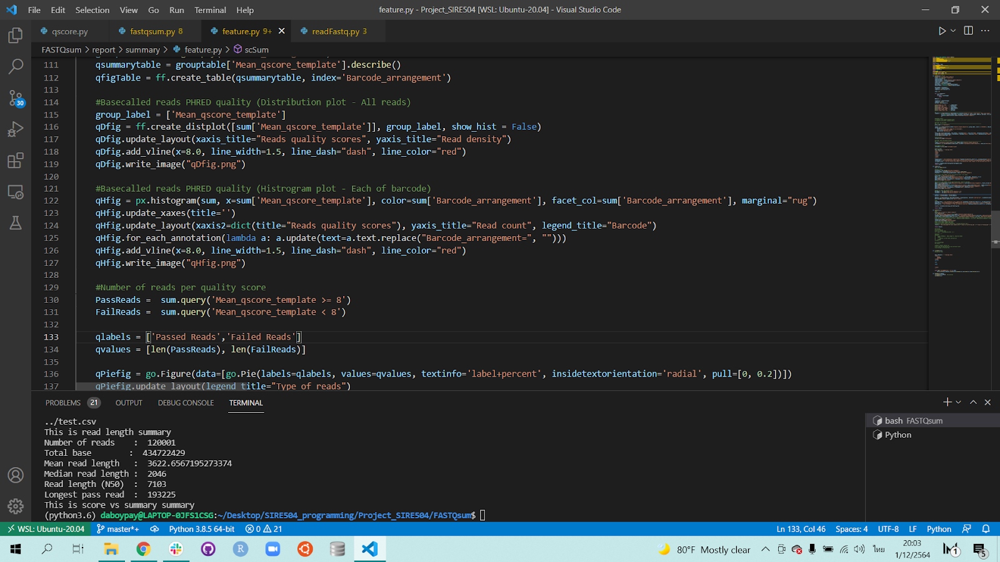 File Edit Selection View Go Run Terminal Help
feature.py - Project_SIRE504 [WSL: Ubuntu-20.04] - Visual Studio Code
qscore.py
fastqsum.py 8
feature.py 9+
readFastq.py 3
FASTQsum > report > summary > feature.py > scSum
111 qsummarytable = grouptable['Mean_qscore_template'].describe()
112 qfigTable = ff.create_table(qsummarytable, index='Barcode_arrangement')
113
114 #Basecalled reads PHRED quality (Distribution plot - All reads)
115 group_label = ['Mean_qscore_template']
116 qDfig = ff.create_distplot([sum['Mean_qscore_template']], group_label, show_hist = False)
117 qDfig.update_layout(xaxis_title="Reads quality scores", yaxis_title="Read density")
118 qDfig.add_vline(x=8.0, line_width=1.5, line_dash="dash", line_color="red")
119 qDfig.write_image("qDfig.png")
120
121 #Basecalled reads PHRED quality (Histrogram plot - Each of barcode)
122 qHfig = px.histogram(sum, x=sum['Mean_qscore_template'], color=sum['Barcode_arrangement'], facet_col=sum['Barcode_arrangement'], marginal="rug")
123 qHfig.update_xaxes(title='')
124 qHfig.update_layout(xaxis2=dict(title="Reads quality scores"), yaxis_title="Read count", legend_title="Barcode")
125 qHfig.for_each_annotation(lambda a: a.update(text=a.text.replace("Barcode_arrangement=", "")))
126 qHfig.add_vline(x=8.0, line_width=1.5, line_dash="dash", line_color="red")
127 qHfig.write_image("qHfig.png")
128
129 #Number of reads per quality score
130 PassReads =  sum.query('Mean_qscore_template >= 8')
131 FailReads =  sum.query('Mean_qscore_template < 8')
132
133 qlabels = ['Passed Reads','Failed Reads']
134 qvalues = [len(PassReads), len(FailReads)]
135
136 qPiefig = go.Figure(data=[go.Pie(labels=qlabels, values=qvalues, textinfo='label+percent', insidetextorientation='radial', pull=[0, 0.2])])
137 qPiefig.update_layout(legend_title="Type of reads")
30
PROBLEMS 21 OUTPUT DEBUG CONSOLE TERMINAL
../test.csv
This is read length summary
Number of reads    :  120001
Total base        :  434722429
Mean read length   :  3622.6567195273374
Median read length :  2046
Read length (N50)  :  7103
Longest pass read  :  193225
This is score vs summary summary
(python3.6) daboypay@LAPTOP-0JFS1CSG:~/Desktop/SIRE504_programming/Project_SIRE504/FASTQsum$
bash FASTQsum
Python
WSL: Ubuntu-20.04 master*+ Python 3.8.5 64-bit 0 21 Ln 133, Col 46 Spaces: 4 UTF-8 LF Python
80°F Mostly clear ไทย 20:03
1/12/2564
1
5